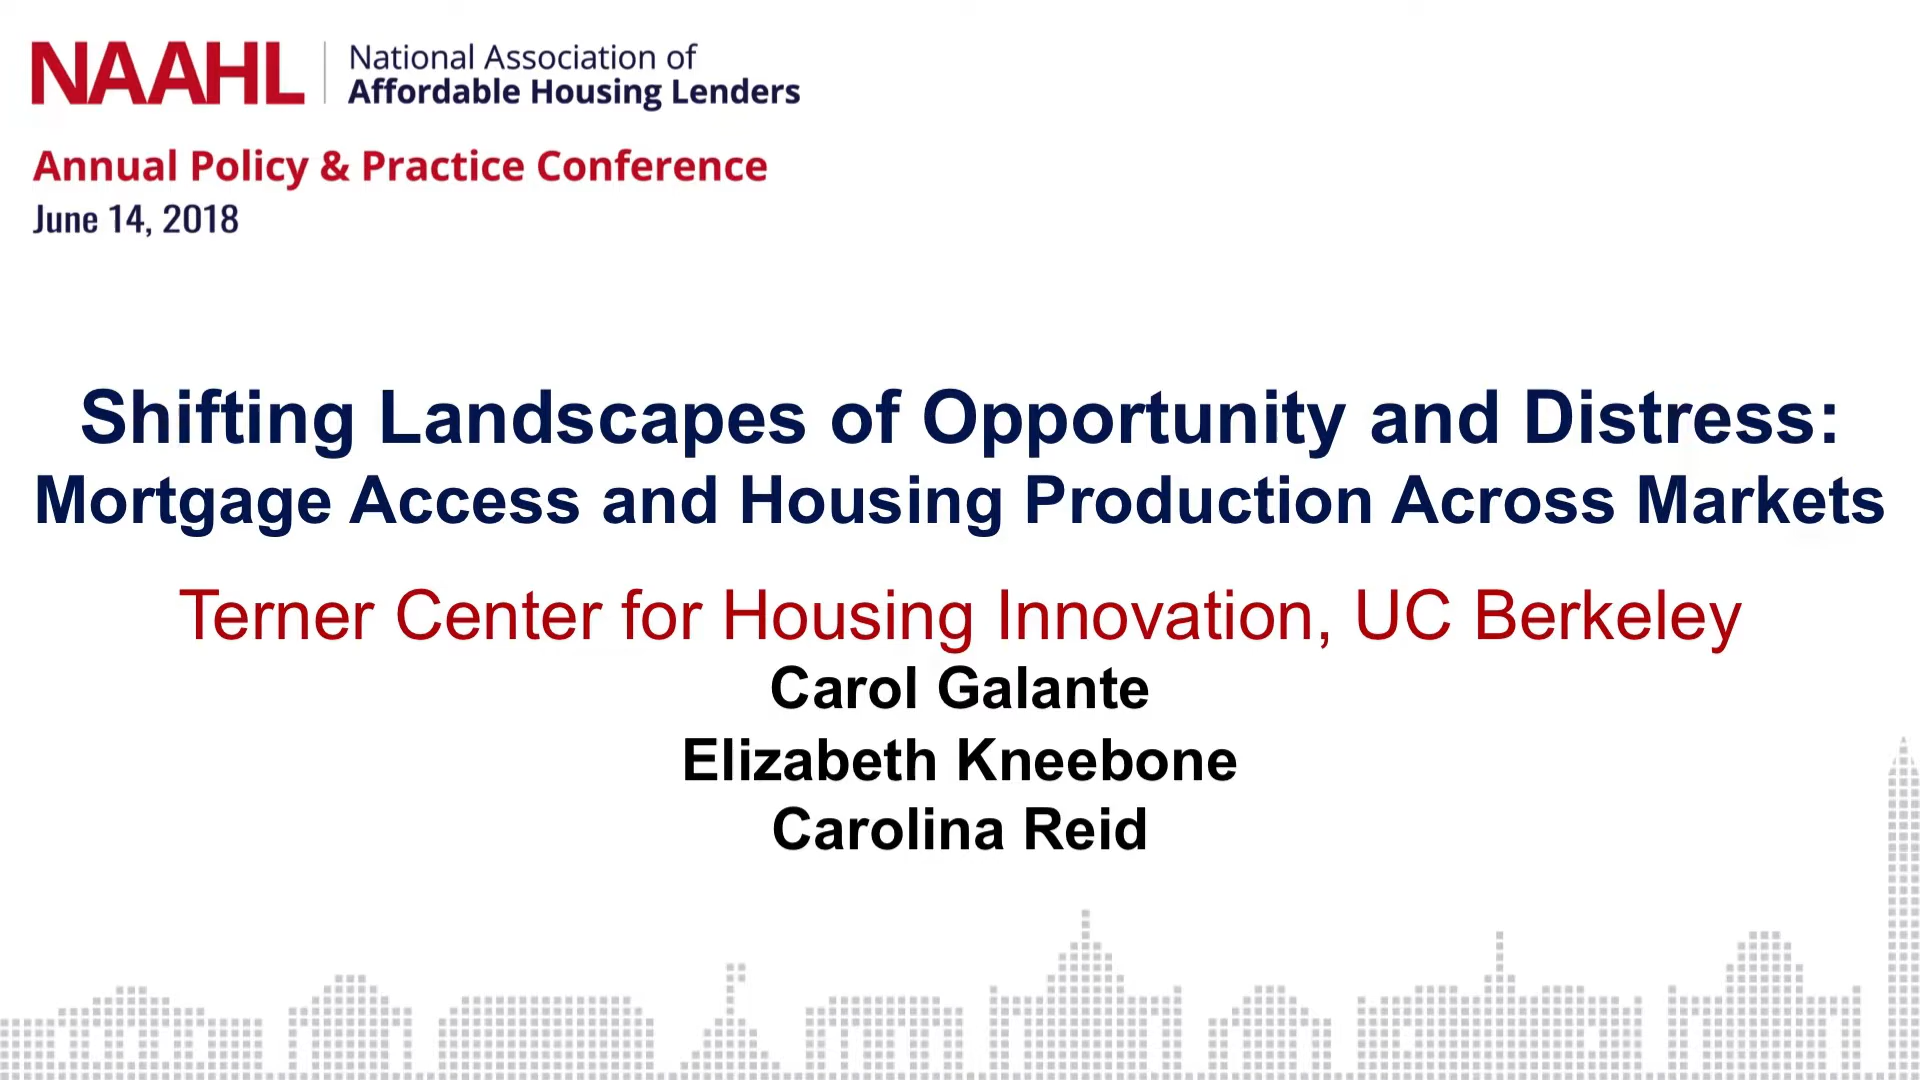 NAAHL
National Association of
Affordable Housing Lenders
Annual Policy & Practice Conference
June 14, 2018
Shifting Landscapes of Opportunity and Distress:
Mortgage Access and Housing Production Across Markets
Terner Center for Housing Innovation, UC Berkeley
Carol Galante
Elizabeth Kneebone
Carolina Reid